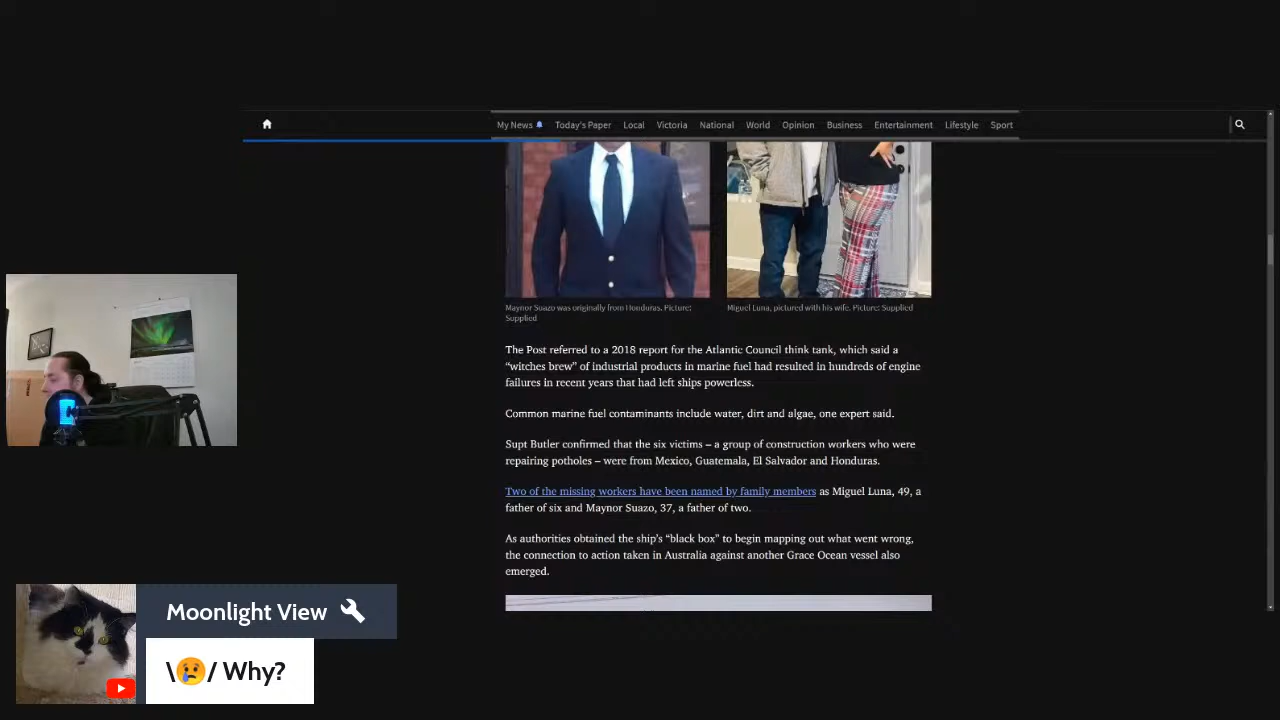 My News Today's Paper Local Victoria National World Opinion Business Entertainment Lifestyle Sport
Maynor Suazo was originally from Honduras. Picture:
Supplied
Miguel Luna, pictured with his wife. Picture: Supplied
The Post referred to a 2018 report for the Atlantic Council think tank, which said a
“witches brew” of industrial products in marine fuel had resulted in hundreds of engine
failures in recent years that had left ships powerless.
Common marine fuel contaminants include water, dirt and algae, one expert said.
Supt Butler confirmed that the six victims – a group of construction workers who were
repairing potholes – were from Mexico, Guatemala, El Salvador and Honduras.
Two of the missing workers have been named by family members as Miguel Luna, 49, a
father of six and Maynor Suazo, 37, a father of two.
As authorities obtained the ship’s “black box” to begin mapping out what went wrong,
the connection to action taken in Australia against another Grace Ocean vessel also
emerged.
Moonlight View
\😢/ Why?